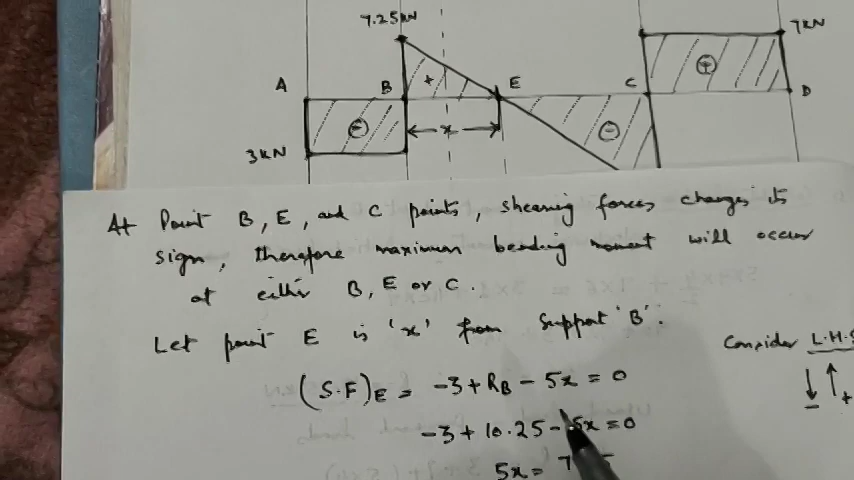 7.25kN
7kN
A
B
E
C
D
+
x
3kN
At Point B, E, and C points, shearing forces changes its
sign, therefore maximum bending moment will occur
at either B, E or C.
Let point E is 'x' from support 'B'.
Consider L.H.S
(S.F)E = -3+RB - 5x = 0
-3+ 10.25 - 5x = 0
5x =